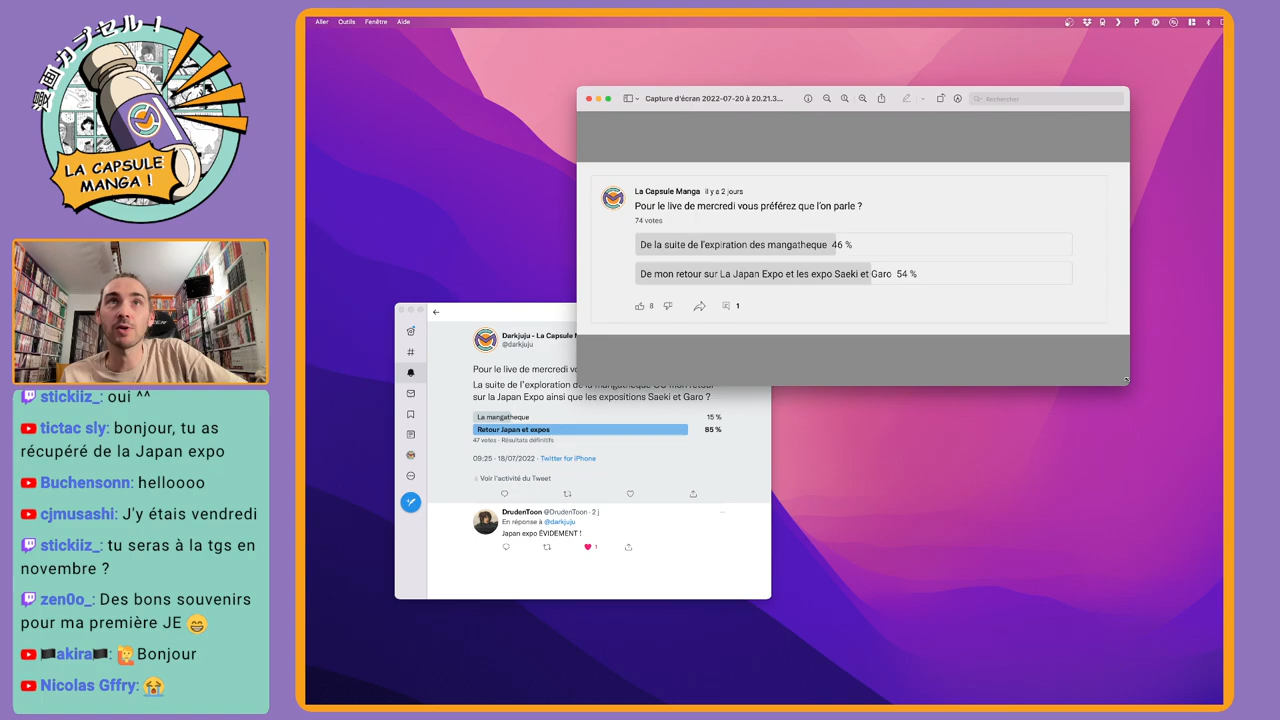 漫画カプセル！
LA CAPSULE
MANGA !
stickiiz_: oui ^^
tictac sly: bonjour, tu as
récupéré de la Japan expo
Buchensonn: helloooo
cjmusashi: J'y étais vendredi
stickiiz_: tu seras à la tgs en
novembre ?
zen0o_: Des bons souvenirs
pour ma première JE 😁
🏴akira🏴: 🙋Bonjour
Nicolas Gffry: 😭
Aller Outils Fenêtre Aide
Capture d'écran 2022-07-20 à 20.21.3...
Rechercher
La Capsule Manga il y a 2 jours
Pour le live de mercredi vous préférez que l'on parle ?
74 votes
De la suite de l'expiration des mangatheque 46 %
De mon retour sur La Japan Expo et les expo Saeki et Garo 54 %
8
1
Darkjuju - La Capsule
@darkjuju
Pour le live de mercredi
La suite de l'exploration de la mangathèque OU mon retour
sur la Japan Expo ainsi que les expositions Saeki et Garo ?
La mangatheque 15 %
Retour Japan et expos 85 %
47 votes · Résultats définitifs
09:25 · 18/07/2022 · Twitter for iPhone
Voir l'activité du Tweet
DrudenToon @DrudenToon · 2 j
En réponse à @darkjuju
Japan expo ÉVIDEMENT !
1